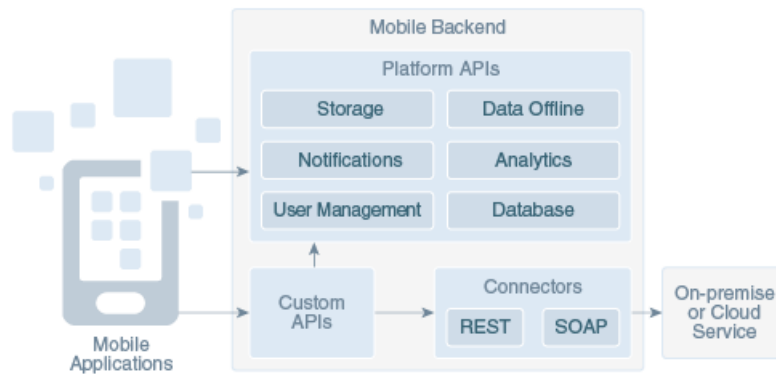 Mobile Backend
Platform APIs
Storage
Data Offline
Notifications
Analytics
User Management
Database
Custom
APIs
Connectors
REST
SOAP
On-premise
or Cloud
Service
Mobile
Applications